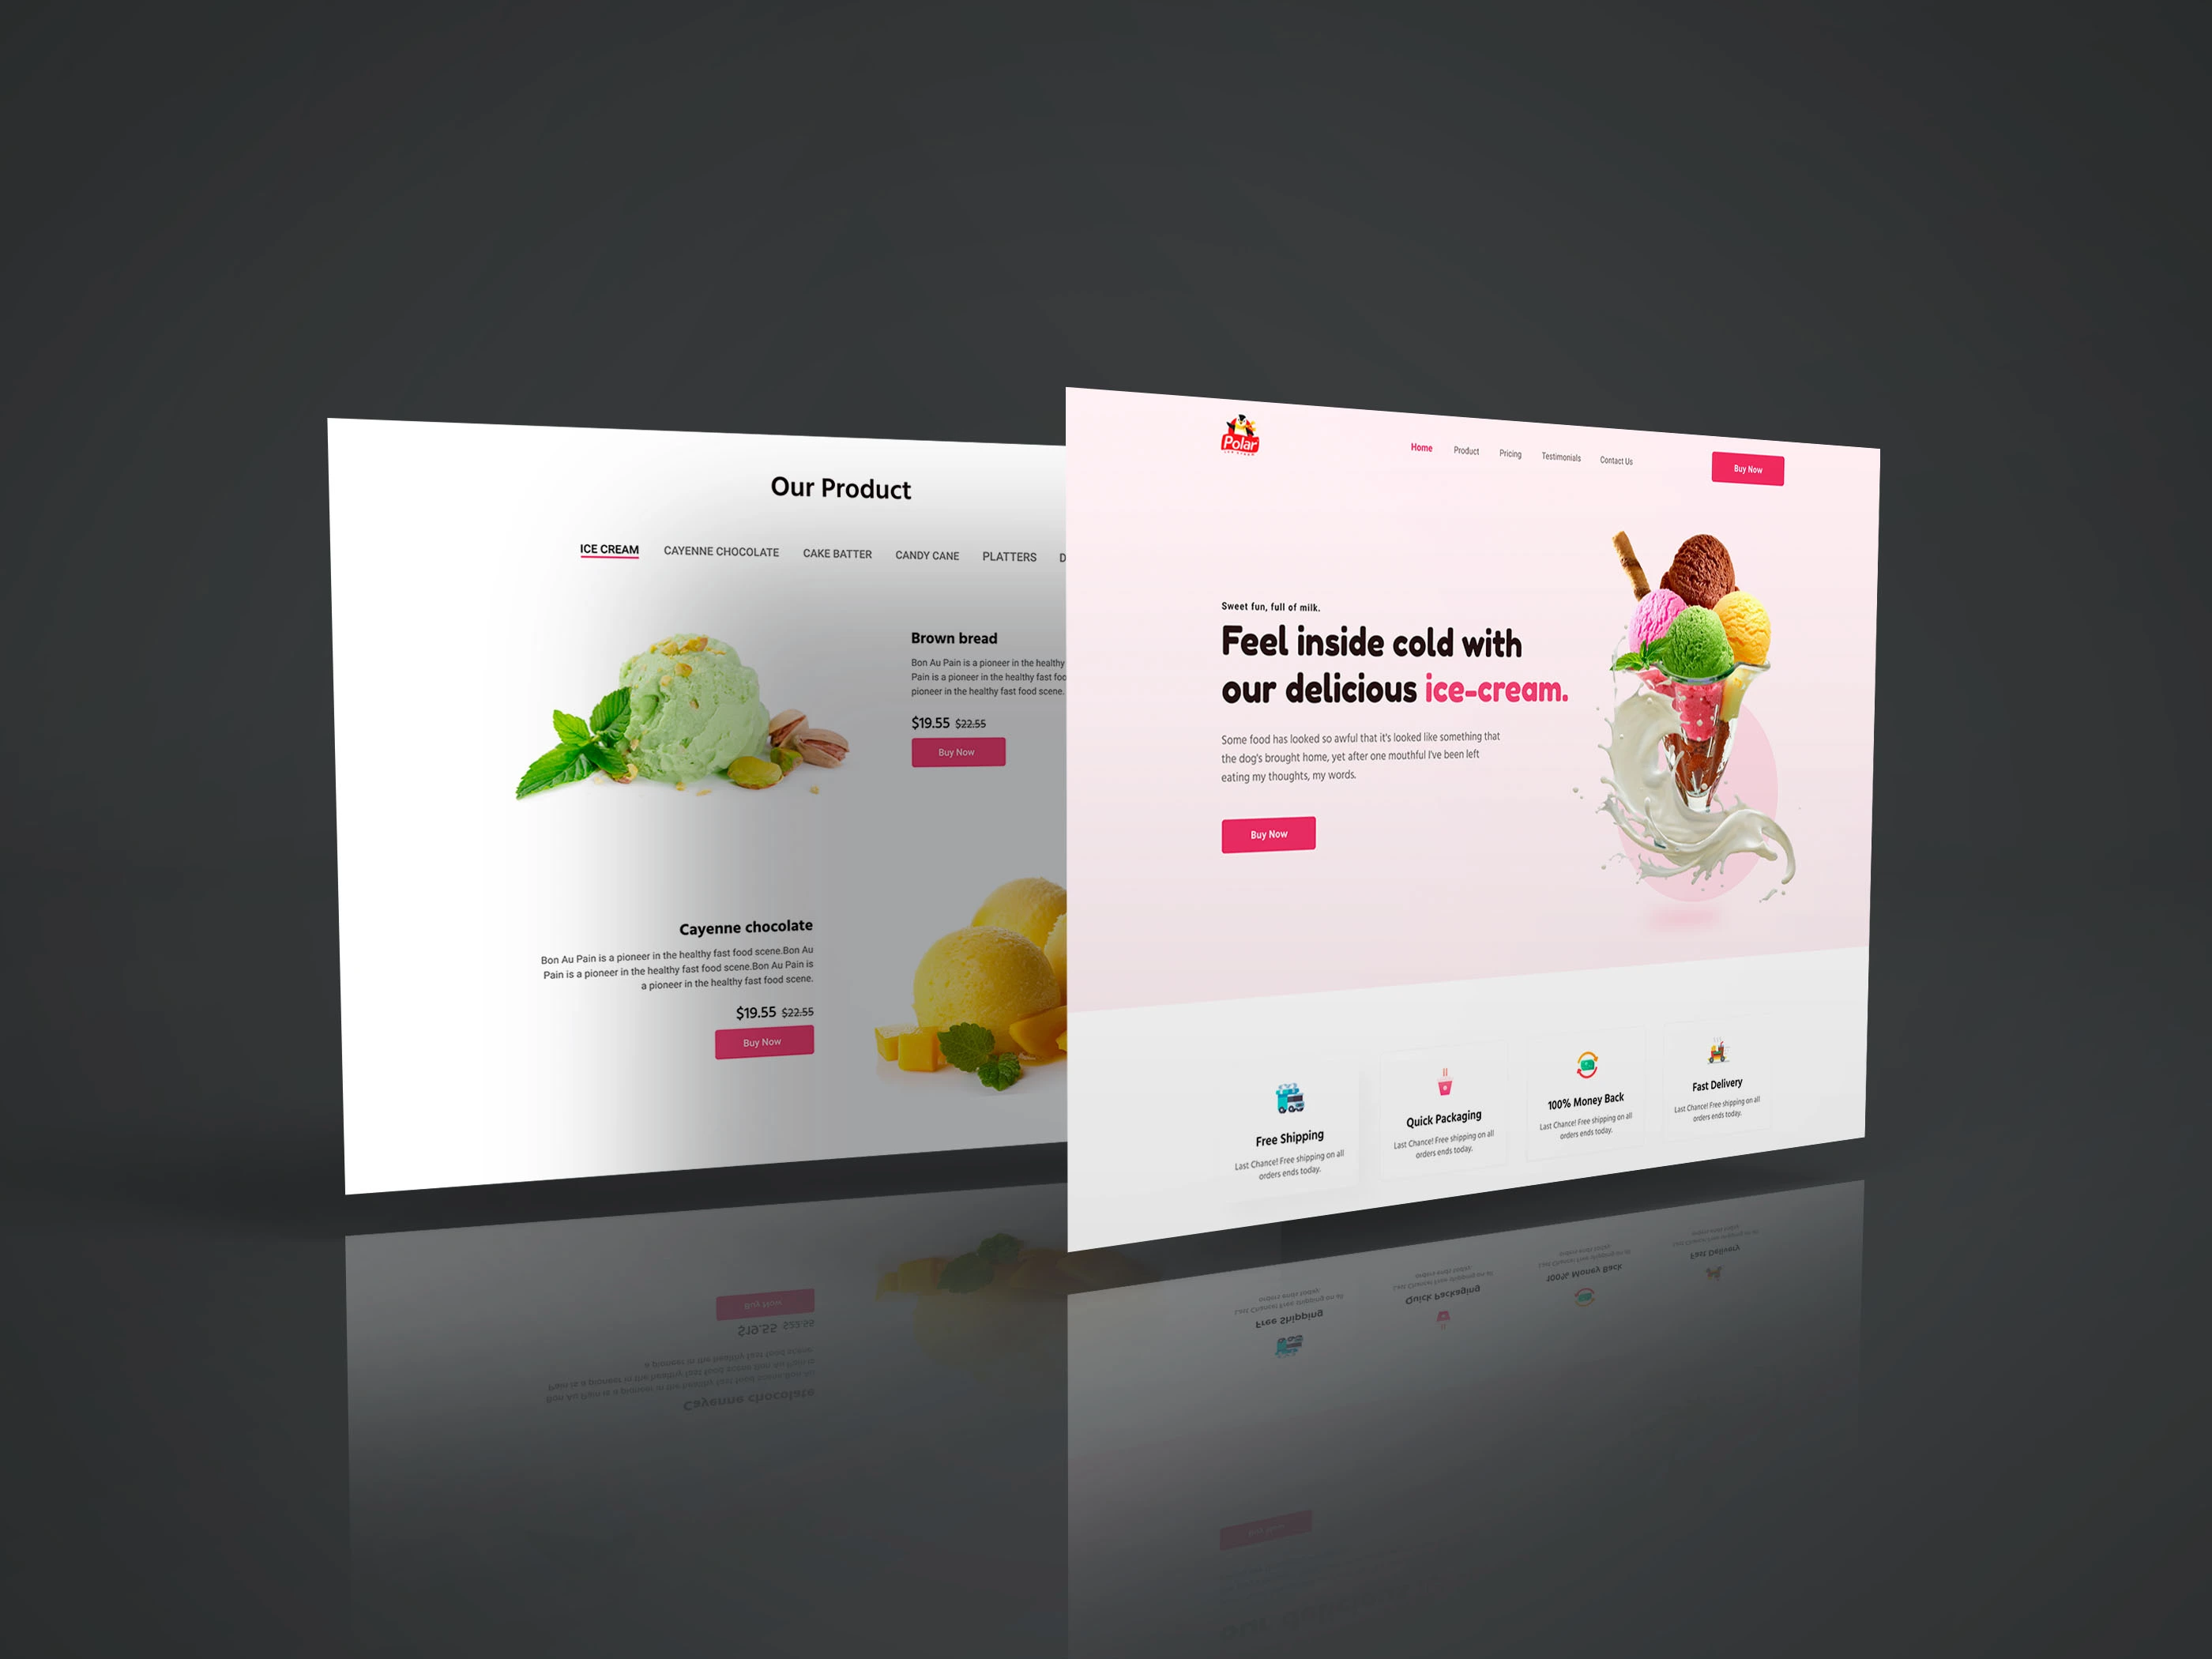 Our Product
ICE CREAM
CAYENNE CHOCOLATE
CAKE BATTER
CANDY CANE
PLATTERS
D
Brown bread
Bon Au Pain is a pioneer in the healthy
Pain is a pioneer in the healthy fast foo
pioneer in the healthy fast food scene.
$19.55 $22.55
Buy Now
Cayenne chocolate
Bon Au Pain is a pioneer in the healthy fast food scene.Bon Au
Pain is a pioneer in the healthy fast food scene.Bon Au Pain is
a pioneer in the healthy fast food scene.
$19.55 $22.55
Buy Now
Polar
Home
Product
Pricing
Testimonials
Contact Us
Buy Now
Sweet fun, full of milk.
Feel inside cold with
our delicious ice-cream.
Some food has looked so awful that it's looked like something that
the dog's brought home, yet after one mouthful I've been left
eating my thoughts, my words.
Buy Now
Free Shipping
Last Chance! Free shipping on all
orders ends today.
Quick Packaging
Last Chance! Free shipping on all
orders ends today.
100% Money Back
Last Chance! Free shipping on all
orders ends today.
Fast Delivery
Last Chance! Free shipping on all
orders ends today.